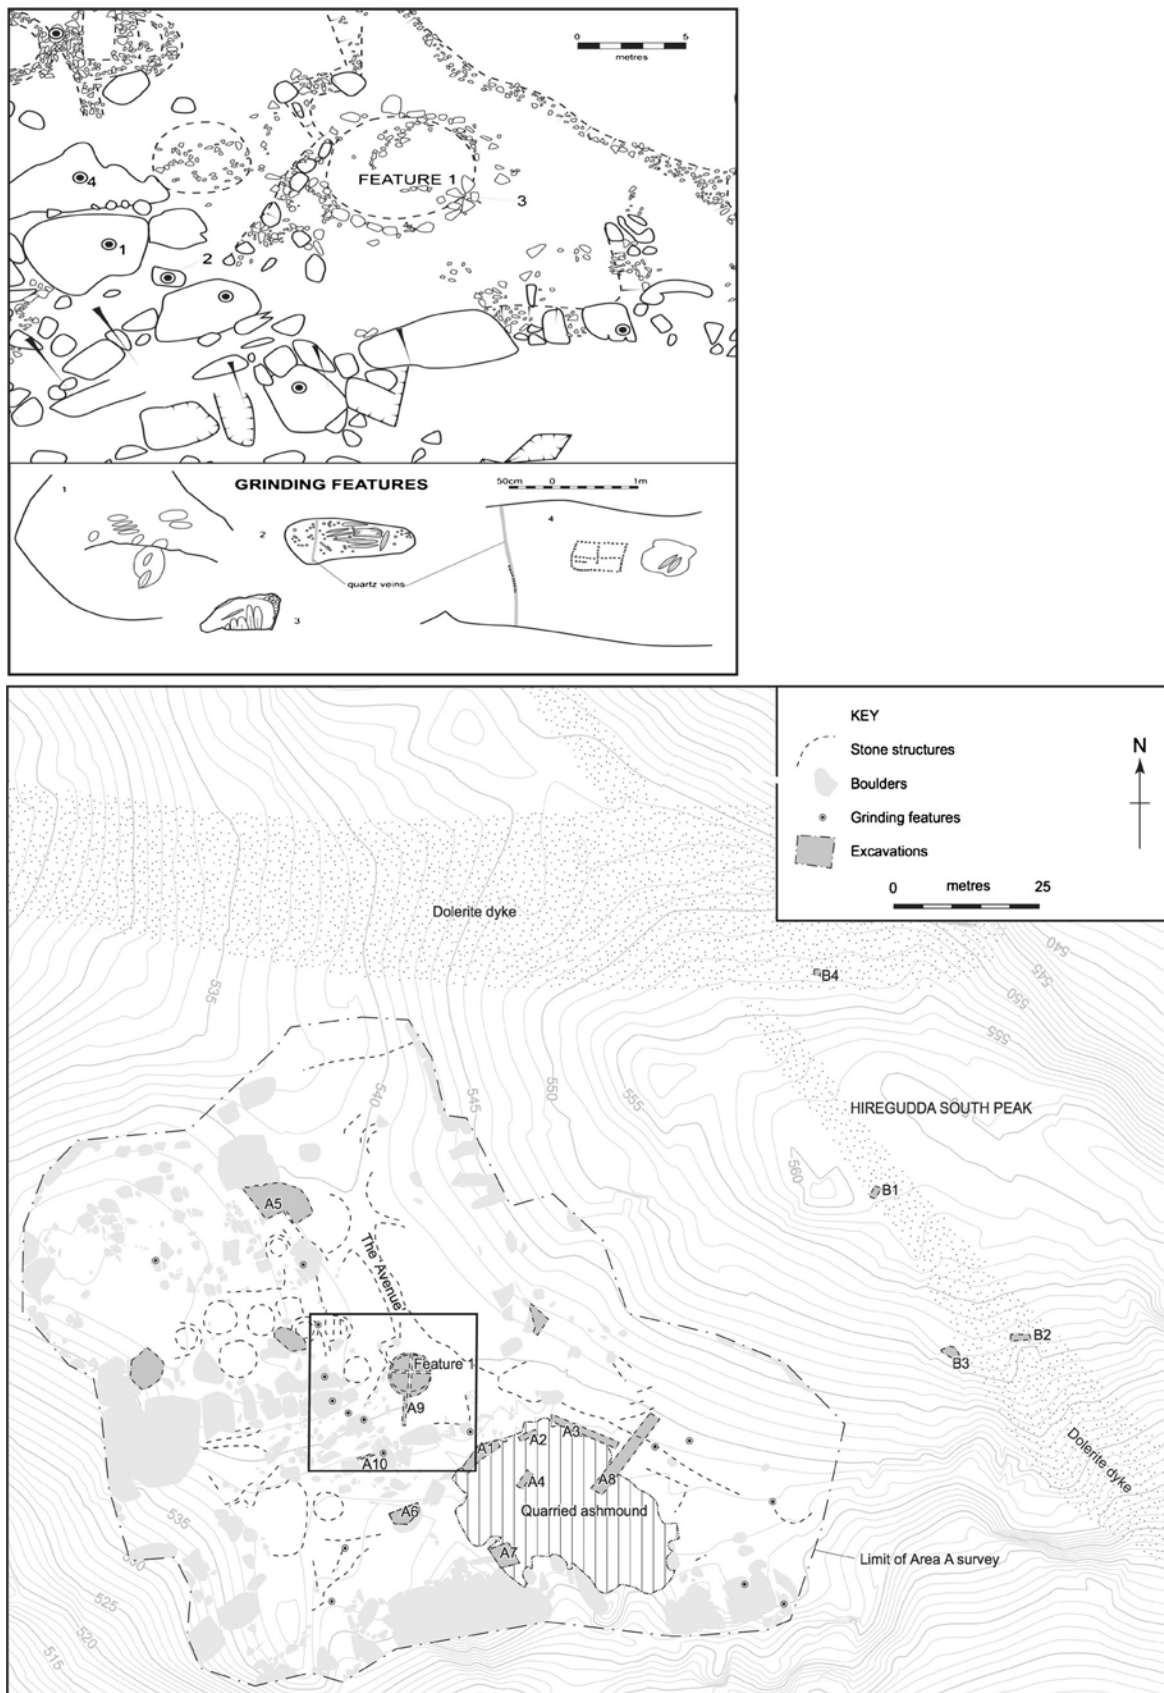 0 5
metres
4
FEATURE 1
3
1
2
GRINDING FEATURES
50cm 0 1m
1
2
4
quartz veins
3
KEY
Stone structures
Boulders
Grinding features
Excavations
N
0 metres 25
Dolerite dyke
B4
540
545
550
555
535
540
545
550
555
HIREGUDDA SOUTH PEAK
560
B1
A5
The Avenue
B2
B3
Feature 1
A9
A1
A2
A3
A10
A4
A8
Quarried ashmound
A6
A7
Dolerite dyke
Limit of Area A survey
535
530
525
520
515